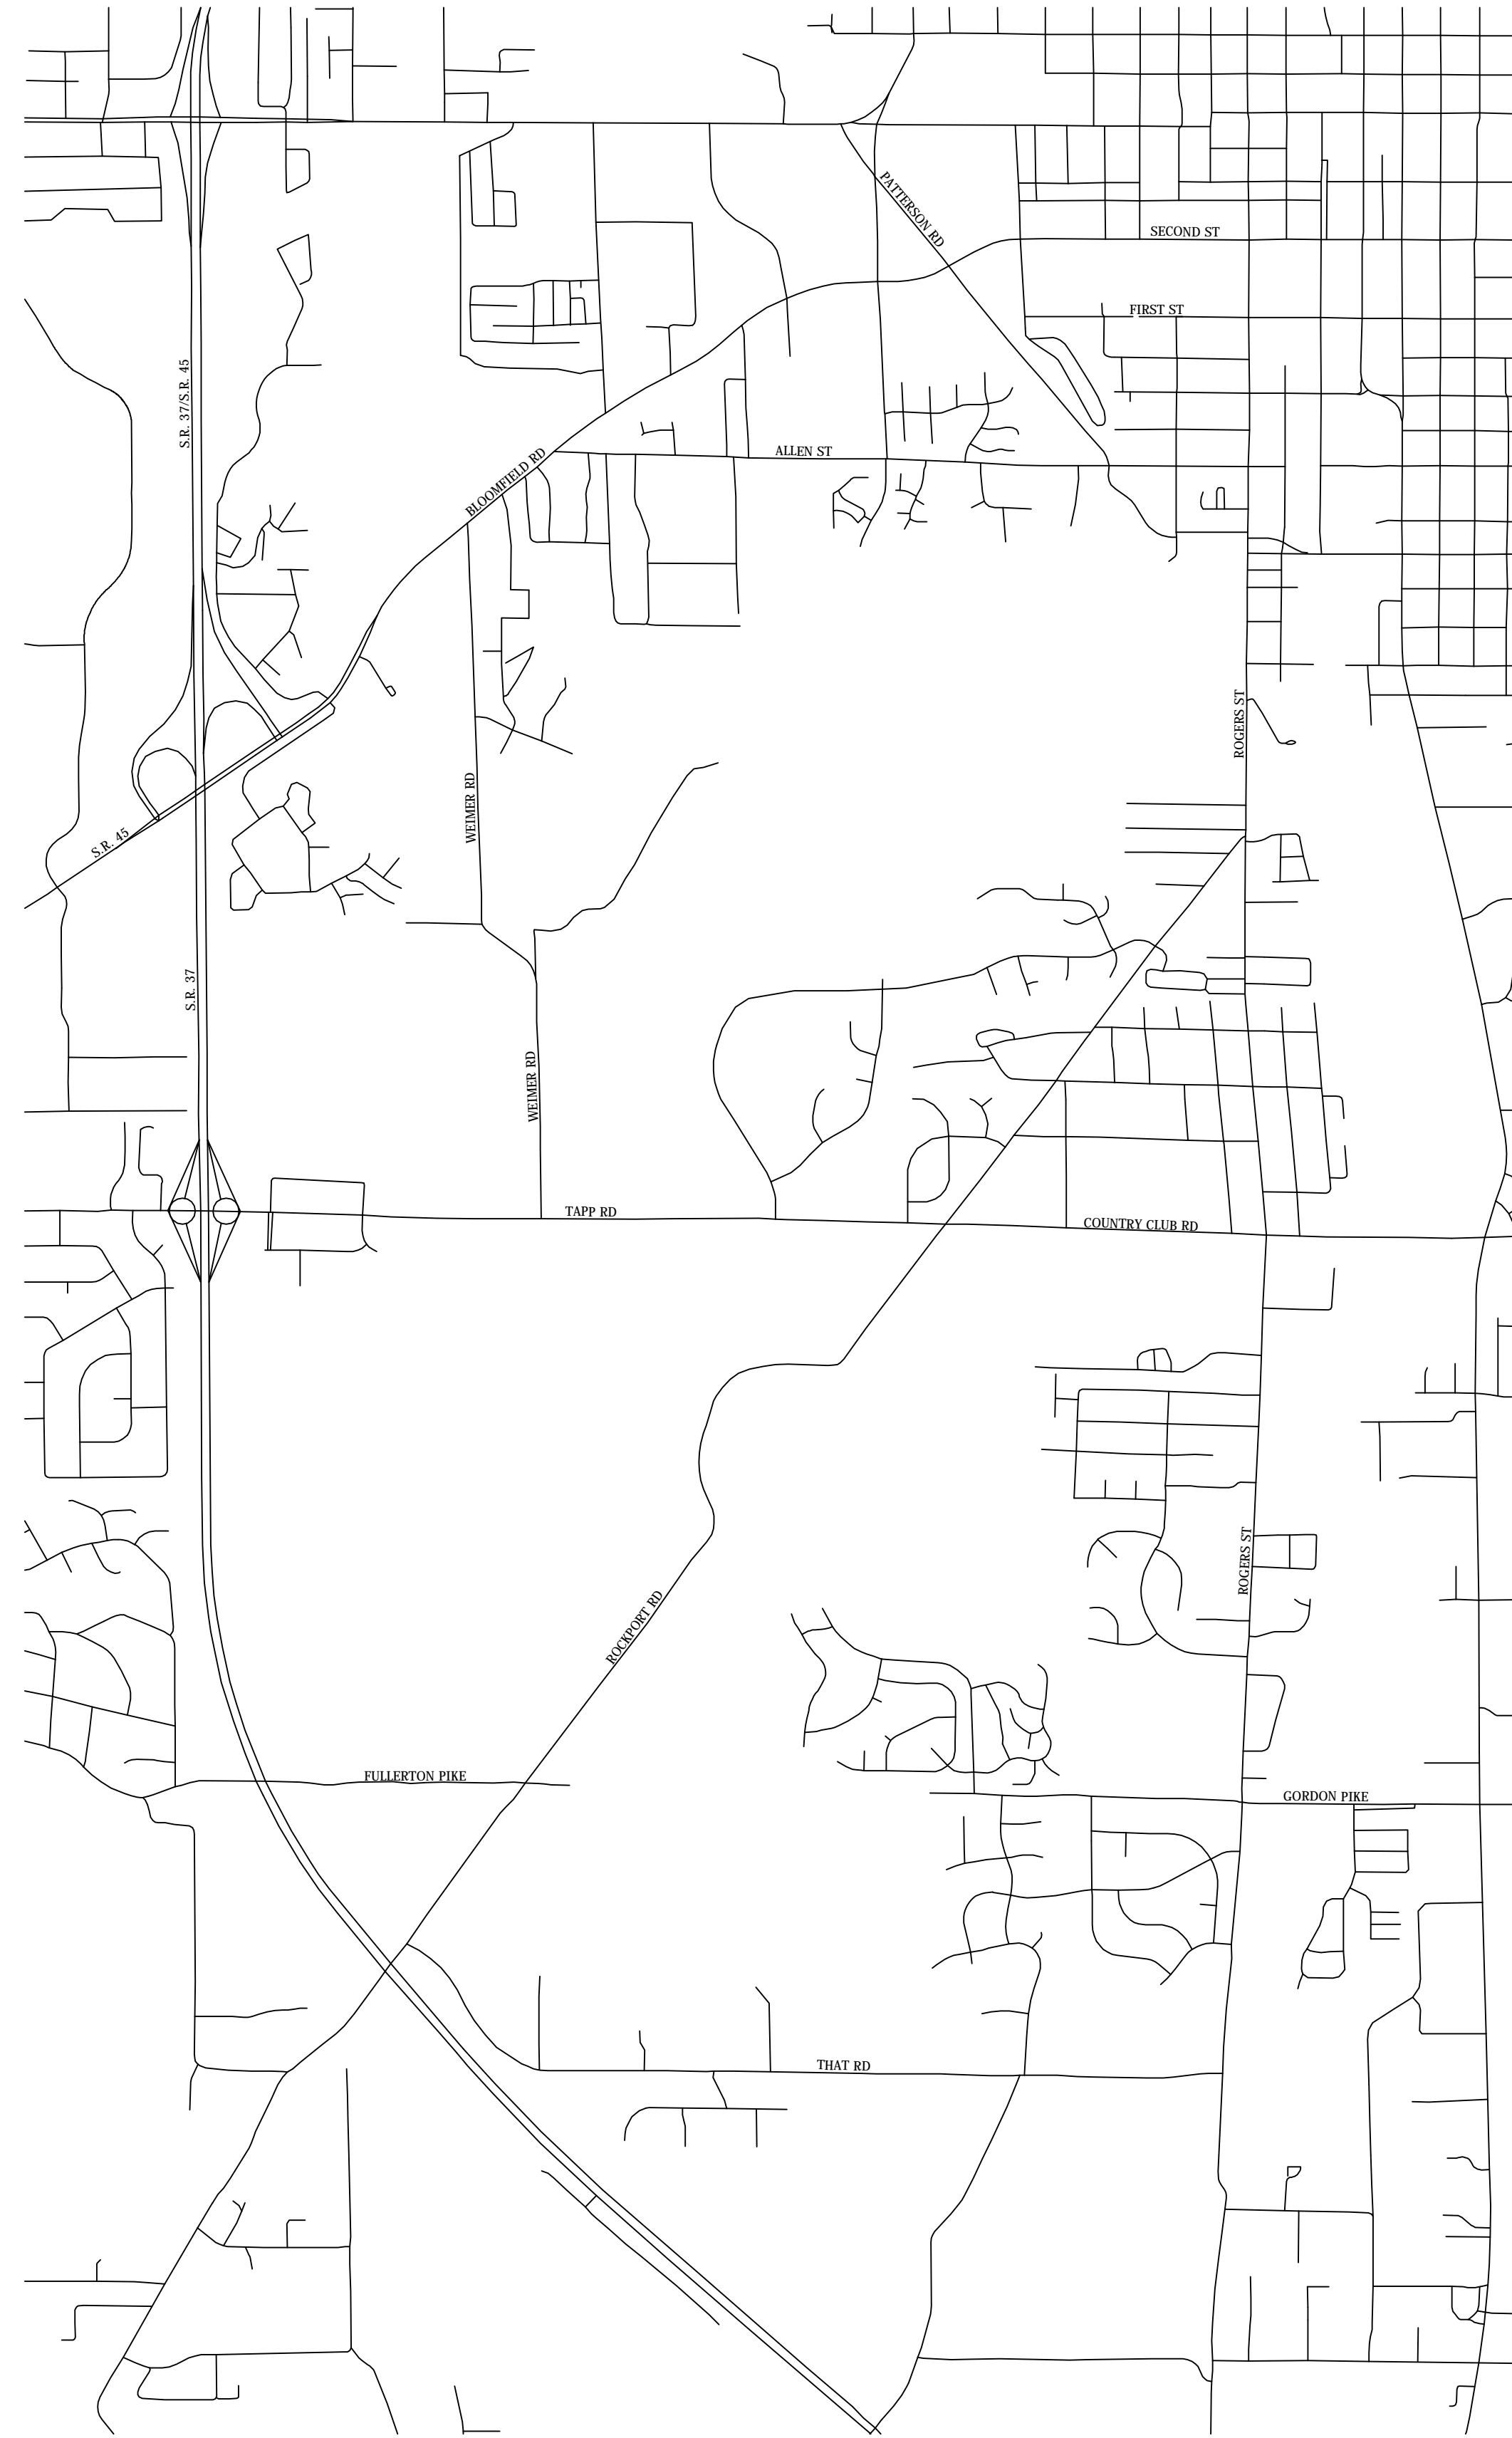 PATTERSON RD
SECOND ST
FIRST ST
S.R. 37/S.R. 45
ALLEN ST
BLOOMFIELD RD
ROGERS ST
WEIMER RD
S.R. 45
S.R. 37
WEIMER RD
TAPP RD
COUNTRY CLUB RD
ROGERS ST
ROCKPORT RD
FULLERTON PIKE
GORDON PIKE
THAT RD